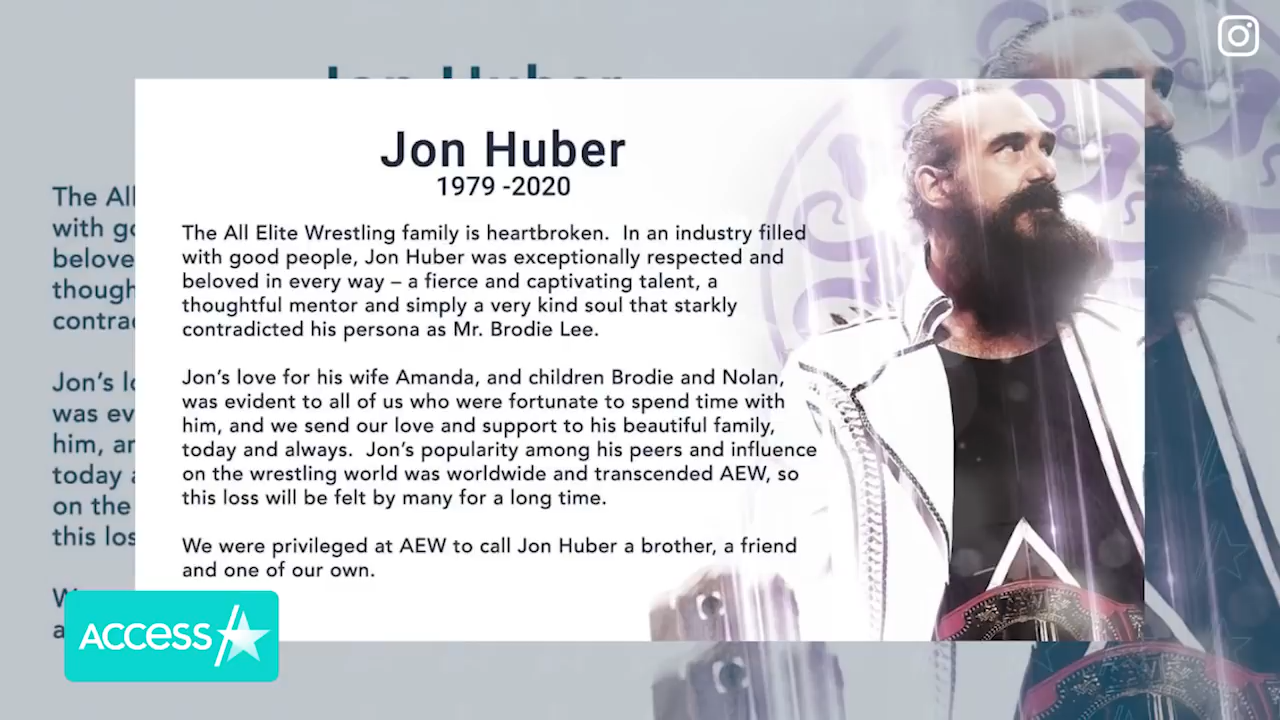 Jon Huber
1979 -2020
The All Elite Wrestling family is heartbroken.  In an industry filled
with good people, Jon Huber was exceptionally respected and
beloved in every way – a fierce and captivating talent, a
thoughtful mentor and simply a very kind soul that starkly
contradicted his persona as Mr. Brodie Lee.
Jon’s love for his wife Amanda, and children Brodie and Nolan,
was evident to all of us who were fortunate to spend time with
him, and we send our love and support to his beautiful family,
today and always.  Jon’s popularity among his peers and influence
on the wrestling world was worldwide and transcended AEW, so
this loss will be felt by many for a long time.
We were privileged at AEW to call Jon Huber a brother, a friend
and one of our own.
ACCESS